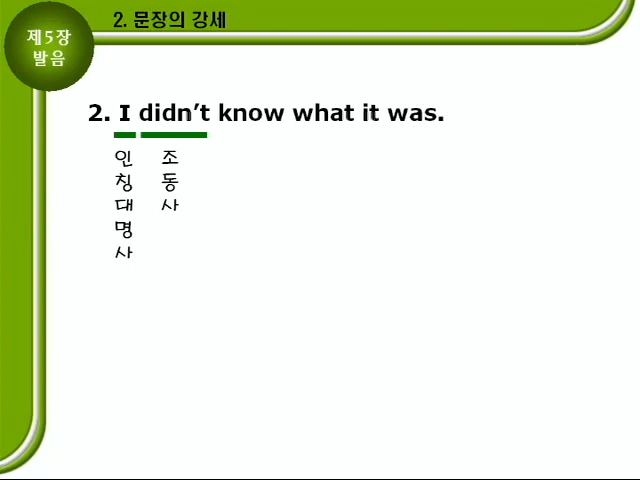 2. 문장의 강세
제5장
발음
2. I didn’t know what it was.
인칭대명사
조동사